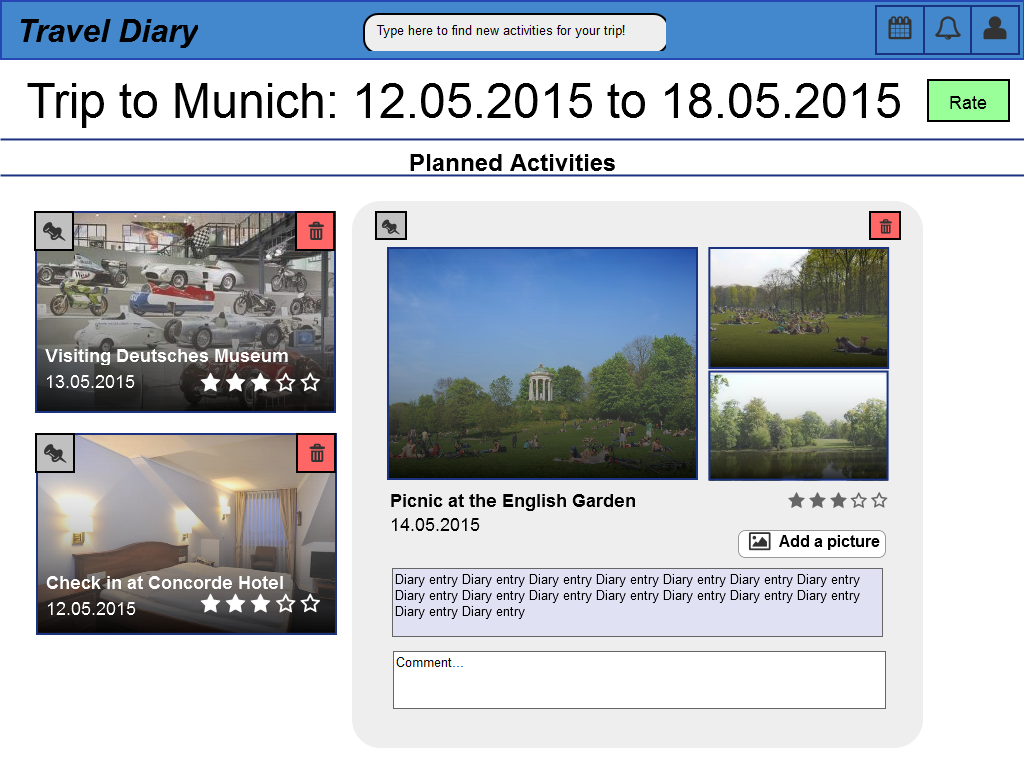 Travel Diary
Type here to find new activities for your trip!
Trip to Munich: 12.05.2015 to 18.05.2015
Rate
Planned Activities
Visiting Deutsches Museum
13.05.2015
Check in at Concorde Hotel
12.05.2015
Picnic at the English Garden
14.05.2015
Add a picture
Diary entry Diary entry Diary entry Diary entry Diary entry Diary entry Diary entry
Diary entry Diary entry Diary entry Diary entry Diary entry Diary entry Diary entry
Diary entry Diary entry
Comment...